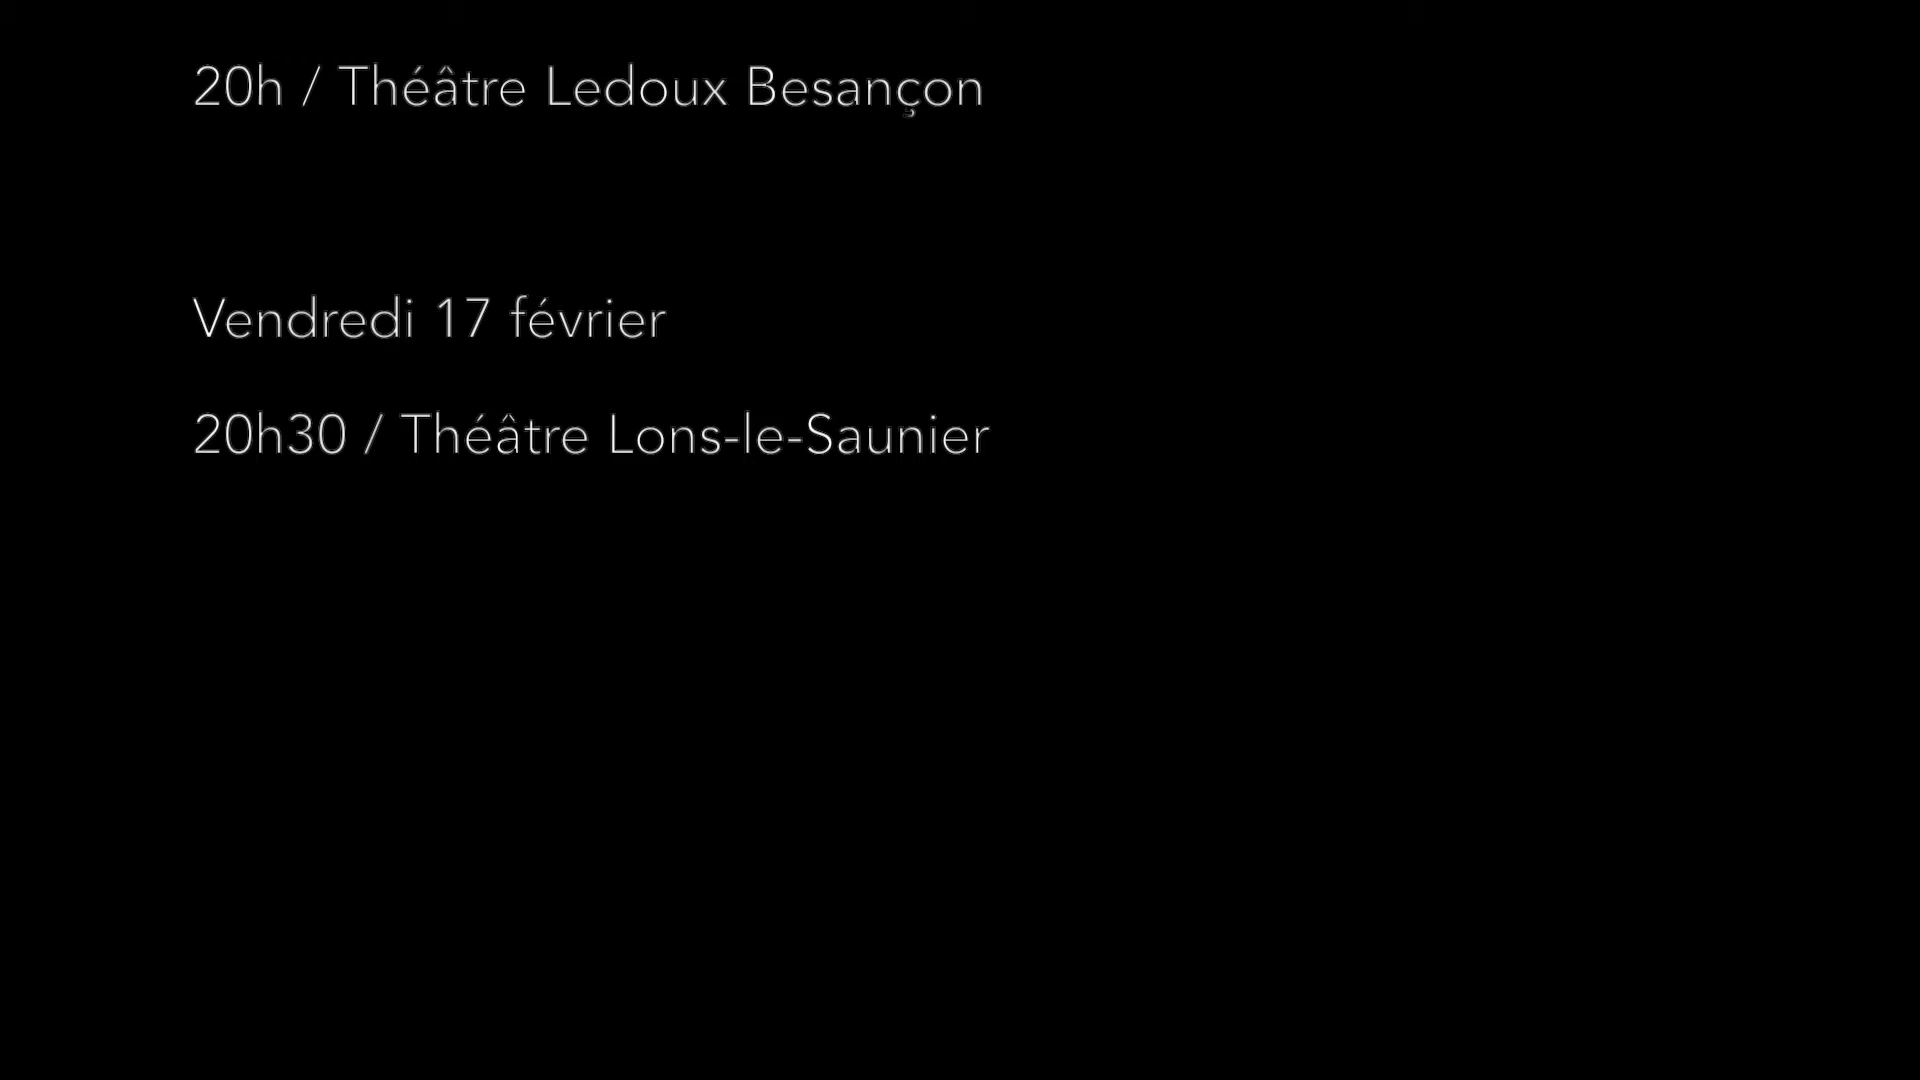 20h / Théâtre Ledoux Besançon
Vendredi 17 février
20h30 / Théâtre Lons-le-Saunier